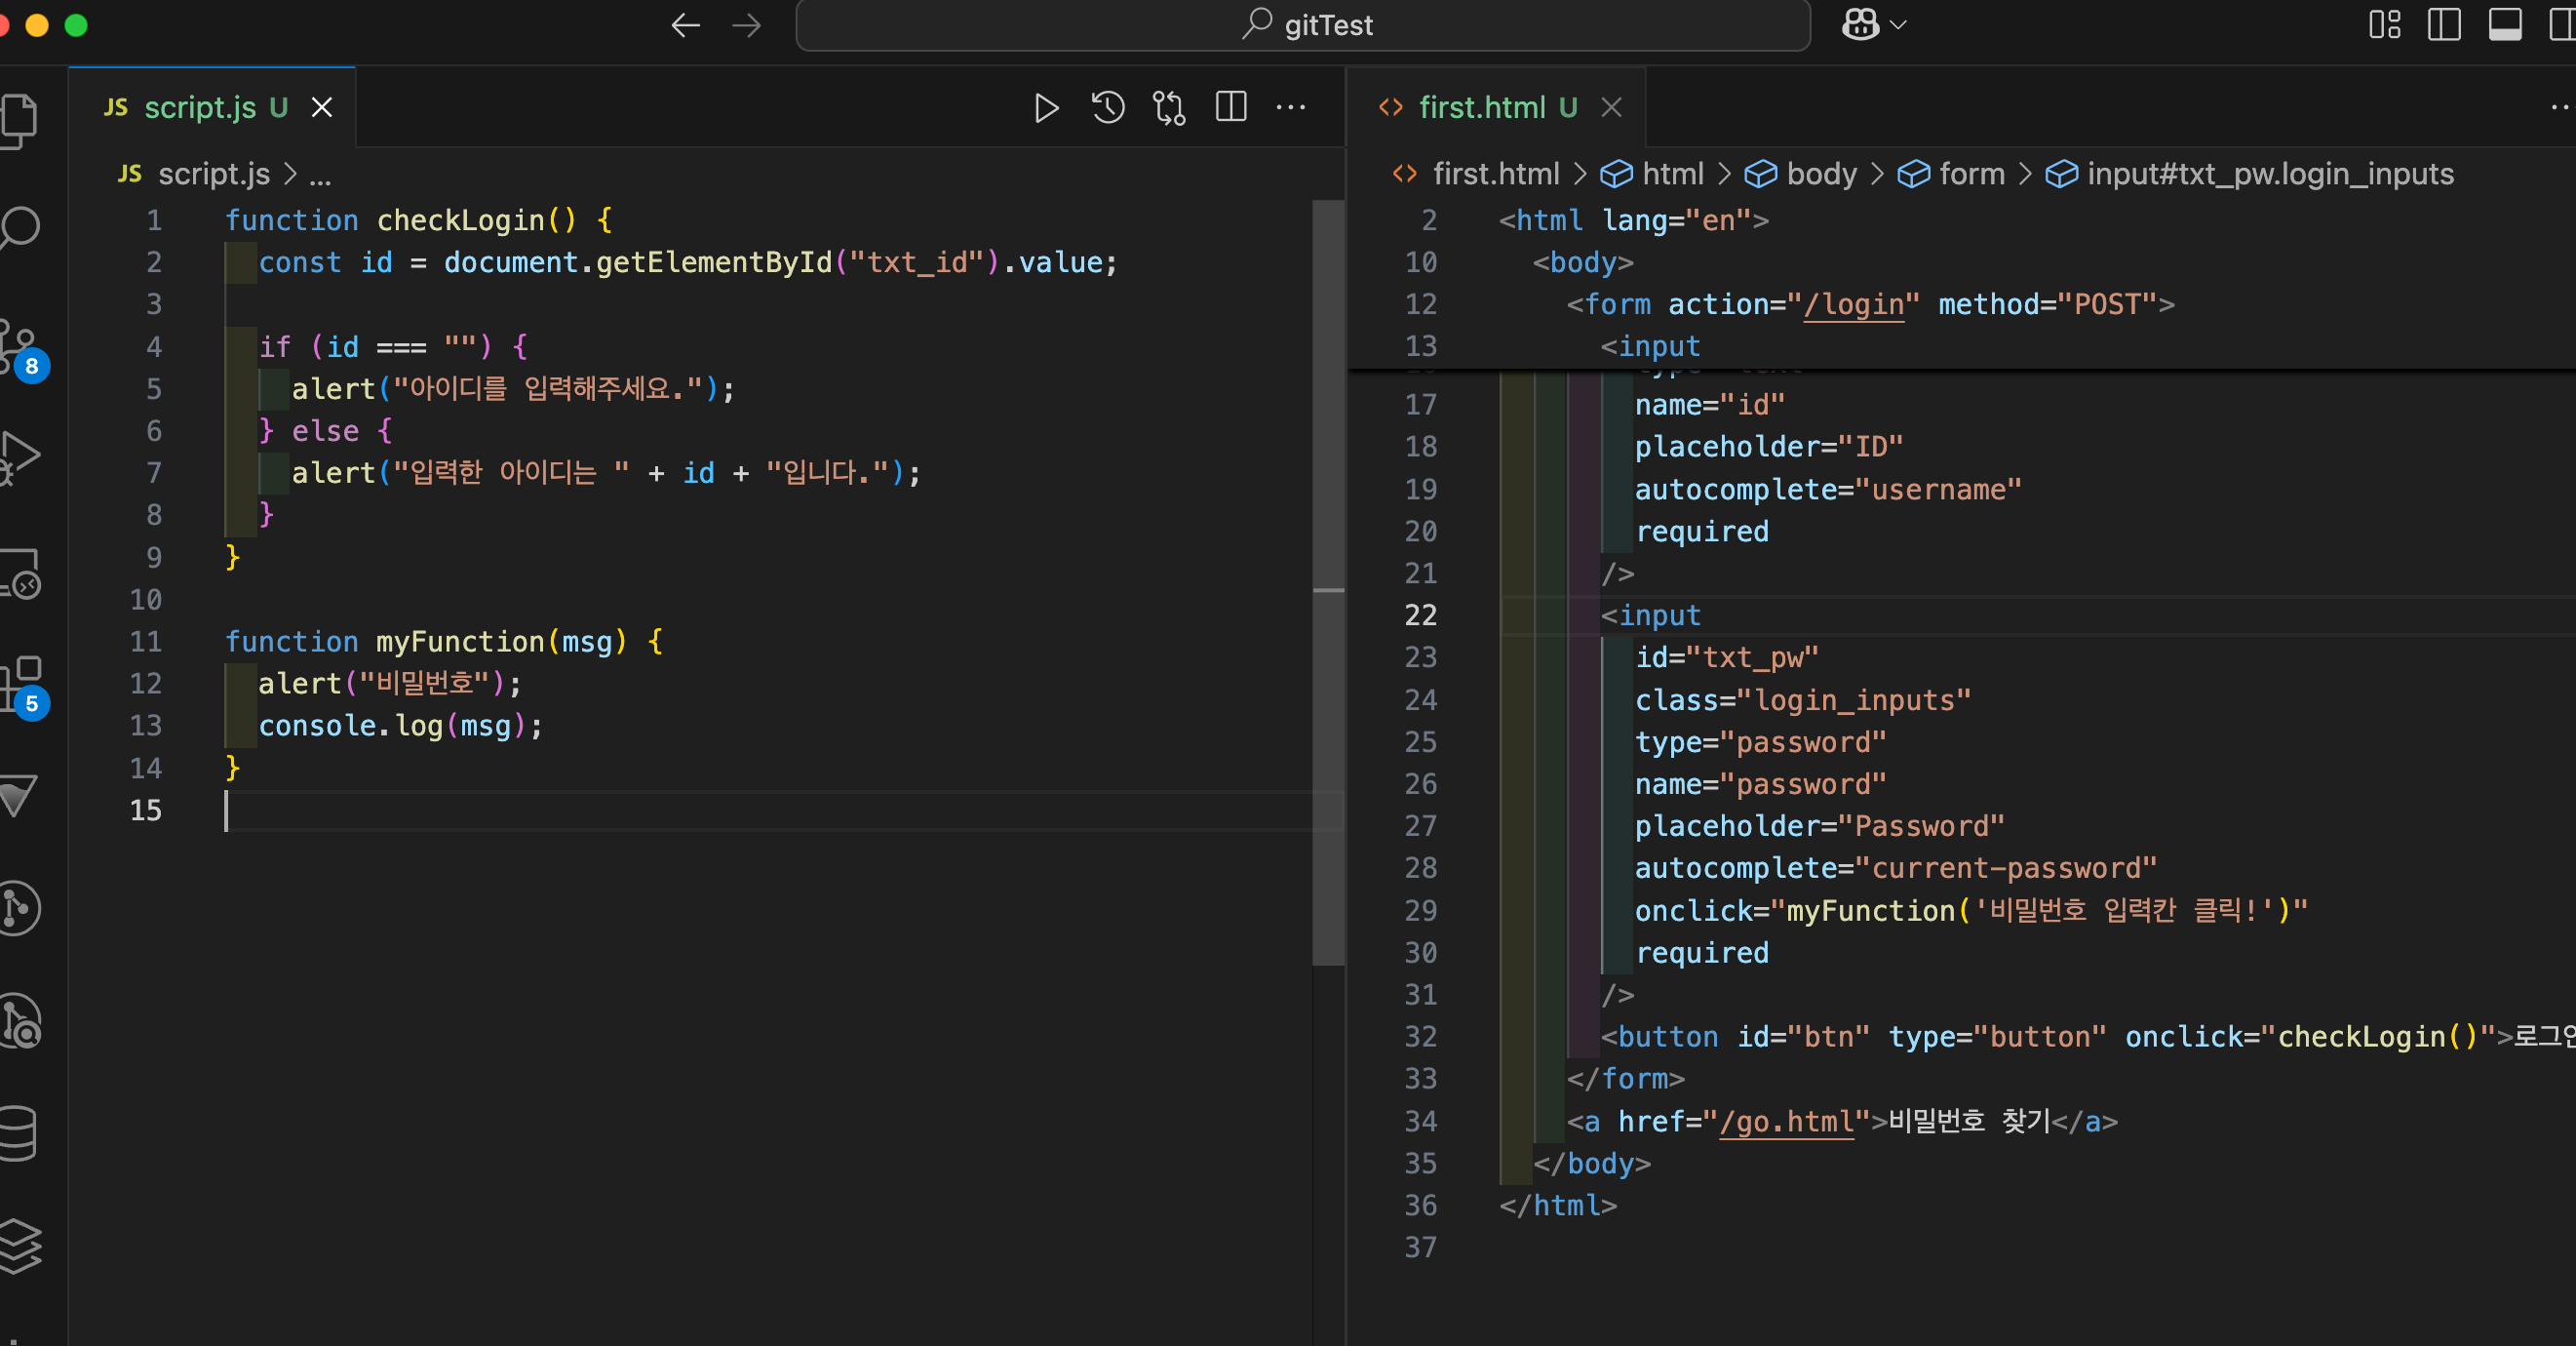 gitTest
JS script.js U
JS script.js > ...
1 function checkLogin() {
2 const id = document.getElementById("txt_id").value;
3
4 if (id === "") {
5 alert("아이디를 입력해주세요.");
6 } else {
7 alert("입력한 아이디는 " + id + "입니다.");
8 }
9 }
10
11 function myFunction(msg) {
12 alert("비밀번호");
13 console.log(msg);
14 }
15
8
5
first.html U
first.html > html > body > form > input#txt_pw.login_inputs
2 <html lang="en">
10 <body>
12 <form action="/login" method="POST">
13 <input
17 name="id"
18 placeholder="ID"
19 autocomplete="username"
20 required
21 />
22 <input
23 id="txt_pw"
24 class="login_inputs"
25 type="password"
26 name="password"
27 placeholder="Password"
28 autocomplete="current-password"
29 onclick="myFunction('비밀번호 입력칸 클릭!')"
30 required
31 />
32 <button id="btn" type="button" onclick="checkLogin()">로그인
33 </form>
34 <a href="/go.html">비밀번호 찾기</a>
35 </body>
36 </html>
37